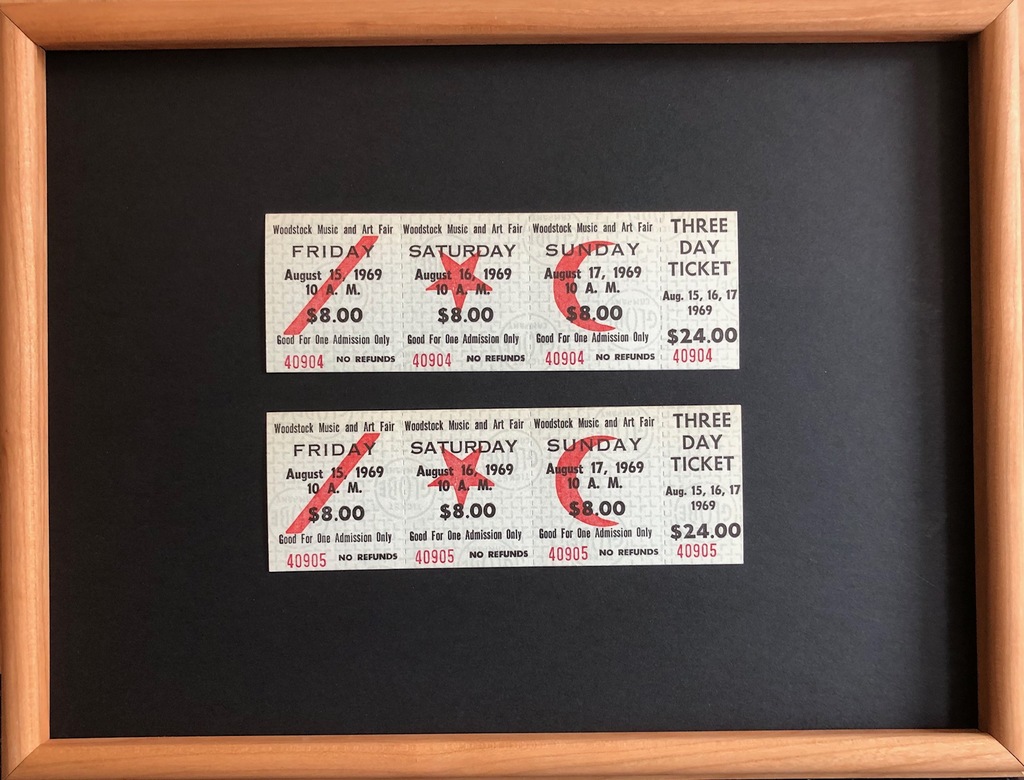 Woodstock Music and Art Fair
FRIDAY
August 15, 1969
10 A. M.
$8.00
Good For One Admission Only
40904 NO REFUNDS
Woodstock Music and Art Fair
SATURDAY
August 16, 1969
10 A. M.
$8.00
Good For One Admission Only
40904 NO REFUNDS
Woodstock Music and Art Fair
SUNDAY
August 17, 1969
10 A. M.
$8.00
Good For One Admission Only
40904 NO REFUNDS
THREE
DAY
TICKET
Aug. 15, 16, 17
1969
$24.00
40904
Woodstock Music and Art Fair
FRIDAY
August 15, 1969
10 A. M.
$8.00
Good For One Admission Only
40905 NO REFUNDS
Woodstock Music and Art Fair
SATURDAY
August 16, 1969
10 A. M.
$8.00
Good For One Admission Only
40905 NO REFUNDS
Woodstock Music and Art Fair
SUNDAY
August 17, 1969
10 A. M.
$8.00
Good For One Admission Only
40905 NO REFUNDS
THREE
DAY
TICKET
Aug. 15, 16, 17
1969
$24.00
40905